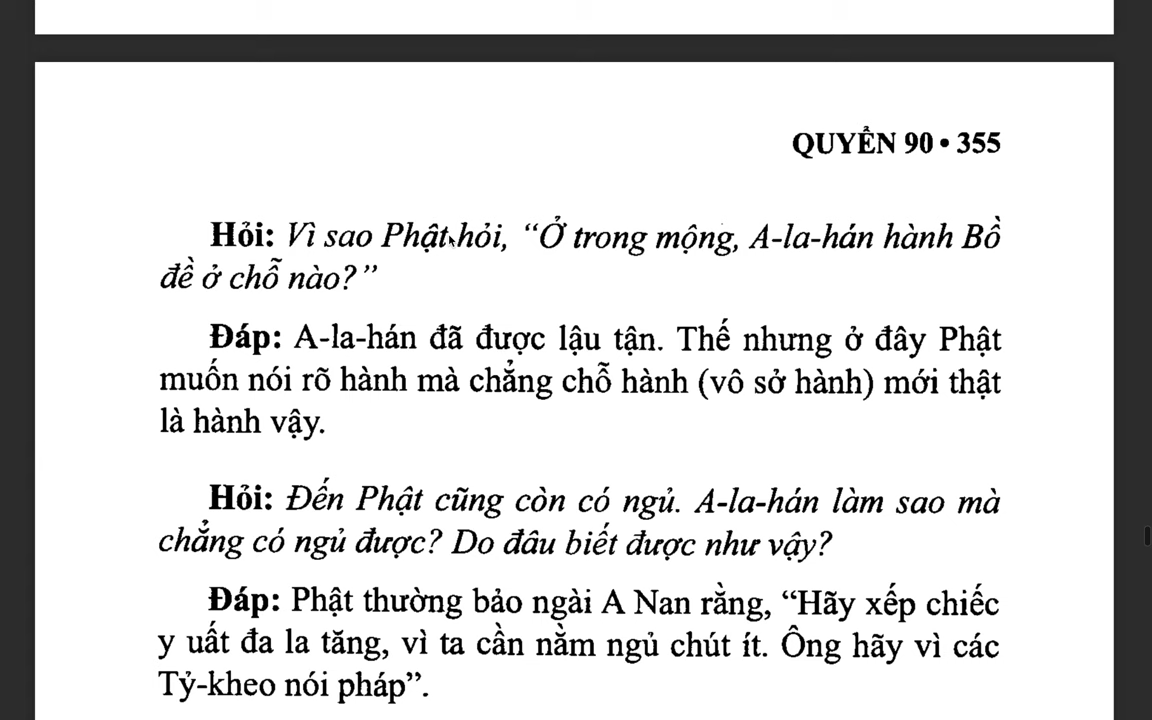 QUYỂN 90 • 355
Hỏi: Vì sao Phật hỏi, “Ở trong mộng, A-la-hán hành Bồ
đề ở chỗ nào?”
Đáp: A-la-hán đã được lậu tận. Thế nhưng ở đây Phật
muốn nói rõ hành mà chẳng chỗ hành (vô sở hành) mới thật
là hành vậy.
Hỏi: Đến Phật cũng còn có ngủ. A-la-hán làm sao mà
chẳng có ngủ được? Do đâu biết được như vậy?
Đáp: Phật thường bảo ngài A Nan rằng, “Hãy xếp chiếc
y uất đa la tăng, vì ta cần nằm ngủ chút ít. Ông hãy vì các
Tỷ-kheo nói pháp”.